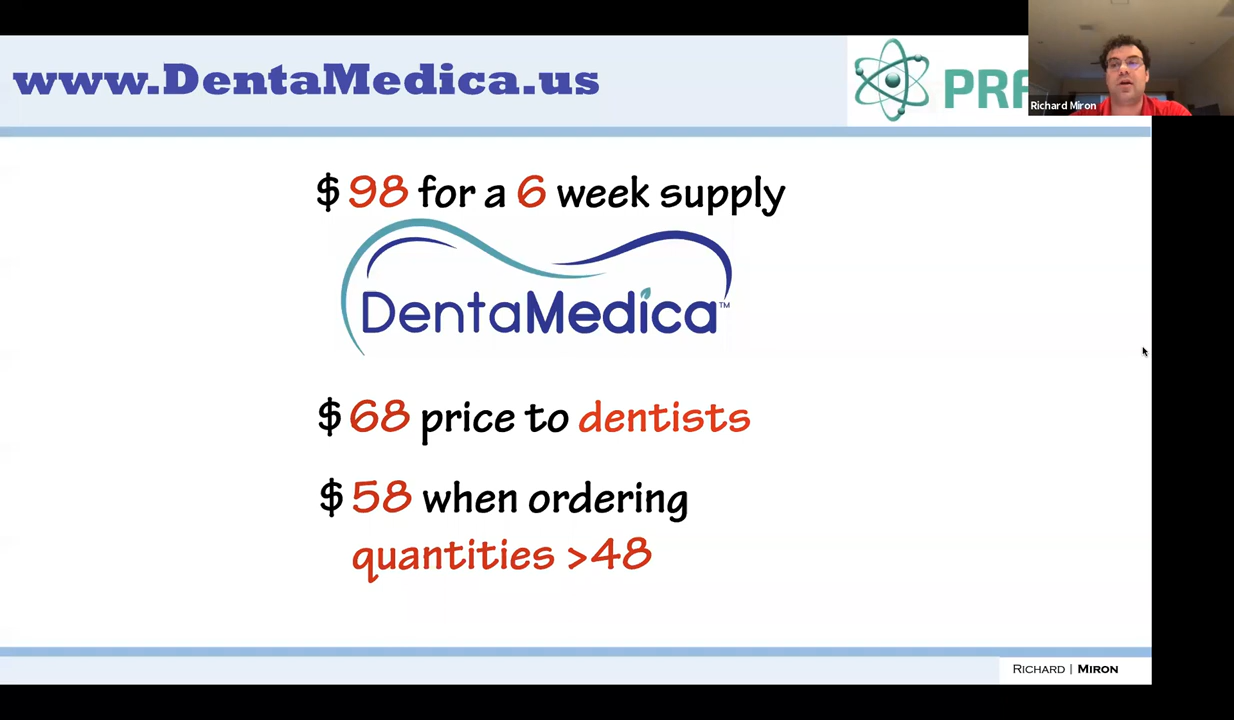 www.DentaMedica.us
PRF
Richard Miron
$ 98 for a 6 week supply
DentaMedica™
$ 68 price to dentists
$ 58 when ordering
quantities >48
RICHARD | MIRON